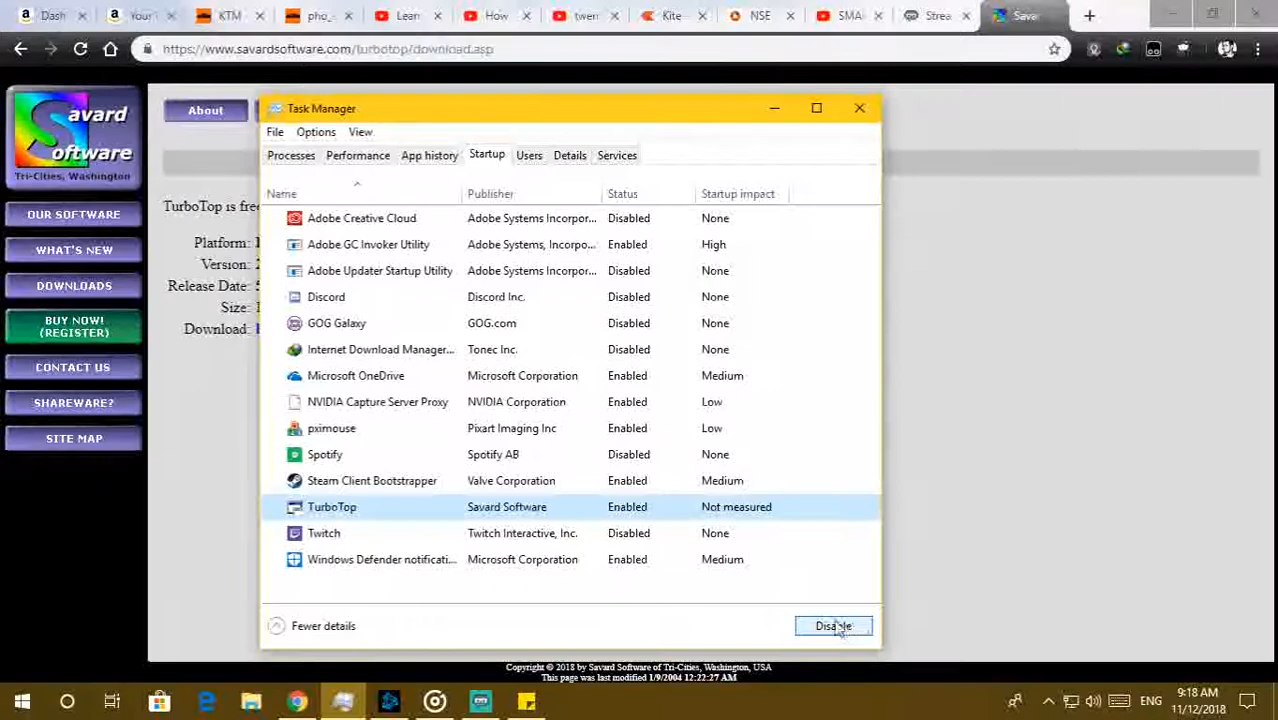 Dash
Your
KTM
pho_
Lean
How
twen
Kite -
NSE
SMA
Strea
Savar
https://www.savardsoftware.com/turbotop/download.asp
Savard
Software
Tri-Cities, Washington
OUR SOFTWARE
WHAT'S NEW
DOWNLOADS
BUY NOW!
(REGISTER)
CONTACT US
SHAREWARE?
SITE MAP
About
TurboTop is free
Platform:
Version: 2
Release Date: 5
Size: 1
Download:
Task Manager
File Options View
Processes Performance App history Startup Users Details Services
Name Publisher Status Startup impact
Adobe Creative Cloud Adobe Systems Incorpor... Disabled None
Adobe GC Invoker Utility Adobe Systems, Incorpo... Enabled High
Adobe Updater Startup Utility Adobe Systems Incorpor... Disabled None
Discord Discord Inc. Disabled None
GOG Galaxy GOG.com Disabled None
Internet Download Manager... Tonec Inc. Disabled None
Microsoft OneDrive Microsoft Corporation Enabled Medium
NVIDIA Capture Server Proxy NVIDIA Corporation Enabled Low
pximouse Pixart Imaging Inc Enabled Low
Spotify Spotify AB Disabled None
Steam Client Bootstrapper Valve Corporation Enabled Medium
TurboTop Savard Software Enabled Not measured
Twitch Twitch Interactive, Inc. Disabled None
Windows Defender notificati... Microsoft Corporation Enabled Medium
Fewer details
Disable
Copyright © 2018 by Savard Software of Tri-Cities, Washington, USA
This page was last modified 1/9/2004 12:22:27 AM
ENG
9:18 AM
11/12/2018